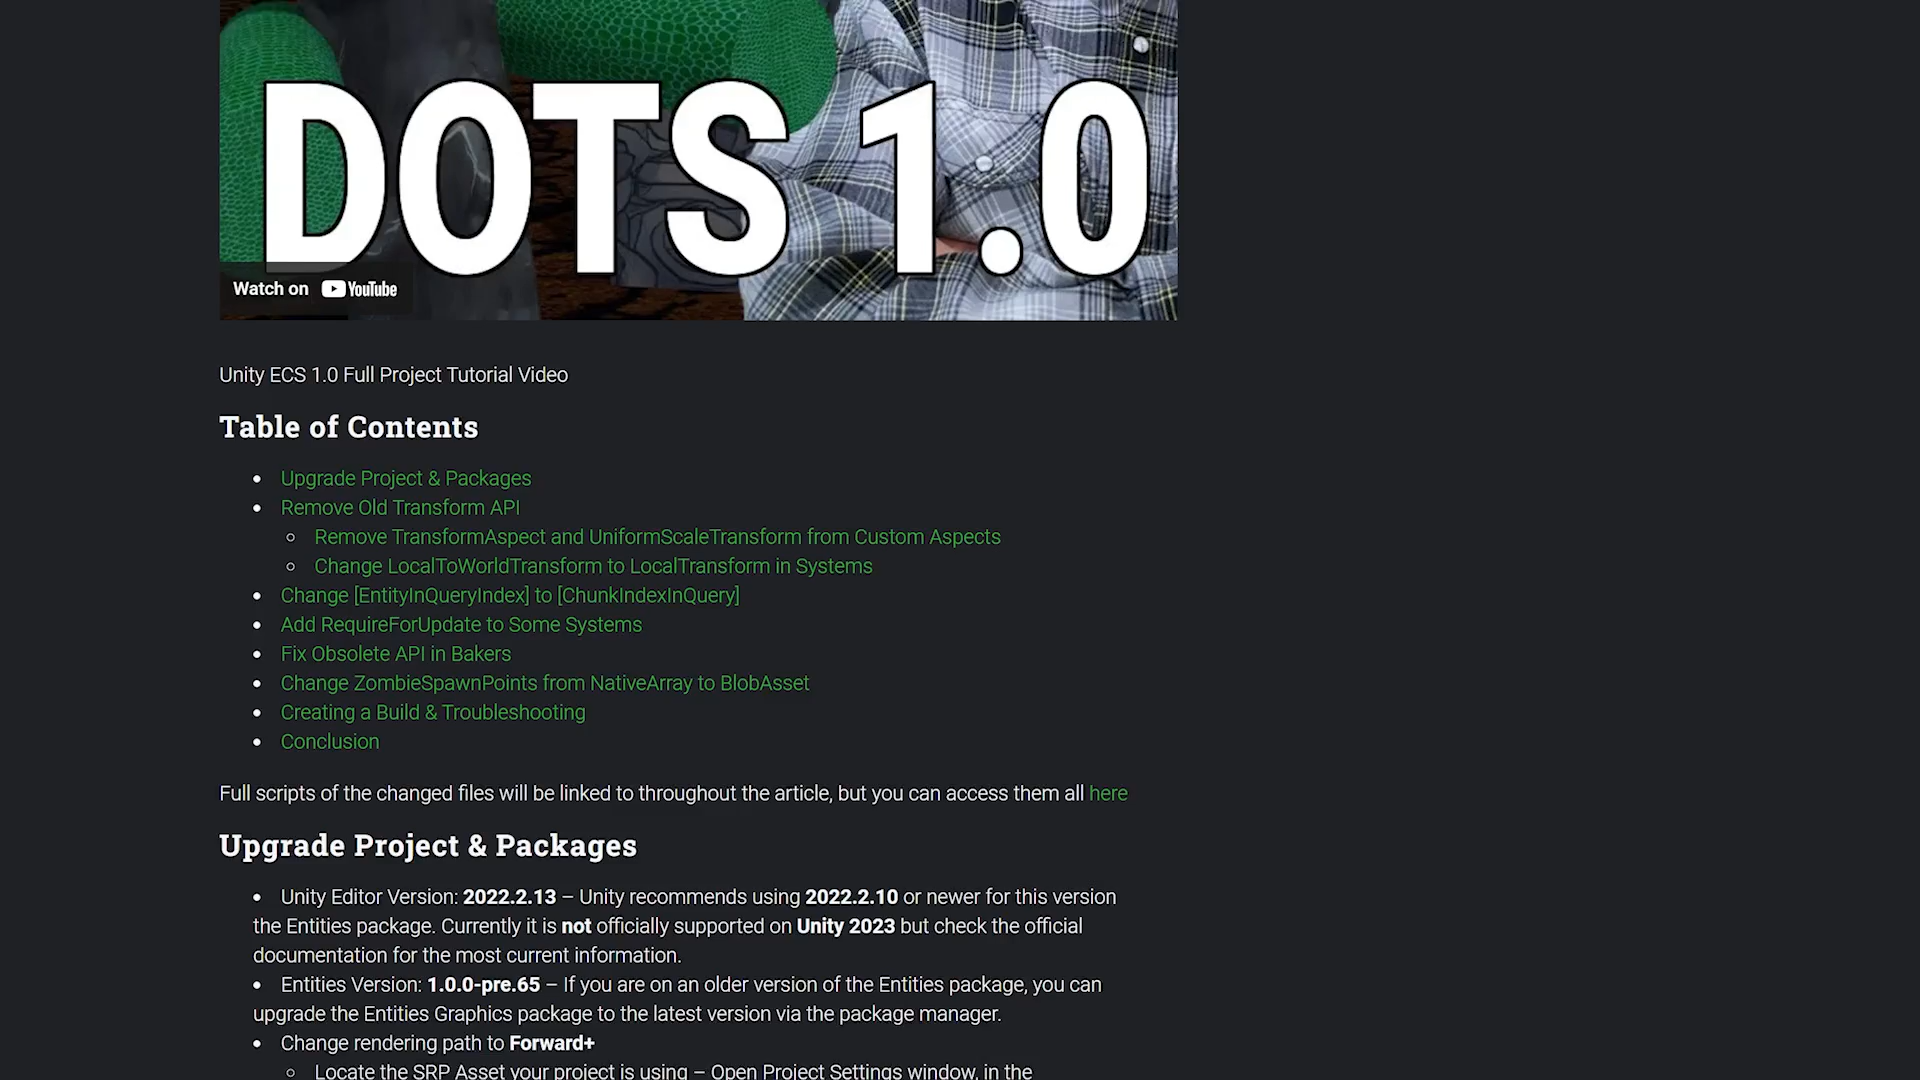 DOTS 1.0
Watch on YouTube
Unity ECS 1.0 Full Project Tutorial Video
Table of Contents
Upgrade Project & Packages
Remove Old Transform API
Remove TransformAspect and UniformScaleTransform from Custom Aspects
Change LocalToWorldTransform to LocalTransform in Systems
Change [EntityInQueryIndex] to [ChunkIndexInQuery]
Add RequireForUpdate to Some Systems
Fix Obsolete API in Bakers
Change ZombieSpawnPoints from NativeArray to BlobAsset
Creating a Build & Troubleshooting
Conclusion
Full scripts of the changed files will be linked to throughout the article, but you can access them all here
Upgrade Project & Packages
Unity Editor Version: 2022.2.13 – Unity recommends using 2022.2.10 or newer for this version
the Entities package. Currently it is not officially supported on Unity 2023 but check the official
documentation for the most current information.
Entities Version: 1.0.0-pre.65 – If you are on an older version of the Entities package, you can
upgrade the Entities Graphics package to the latest version via the package manager.
Change rendering path to Forward+
Locate the SRP Asset your project is using – Open Project Settings window, in the